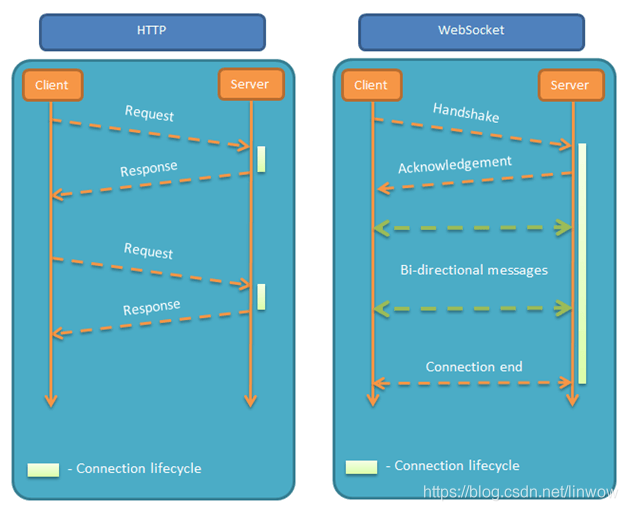 HTTP
Client
Server
Request
Response
Request
Response
- Connection lifecycle
WebSocket
Client
Server
Handshake
Acknowledgement
Bi-directional messages
Connection end
- Connection lifecycle
https://blog.csdn.net/linwow